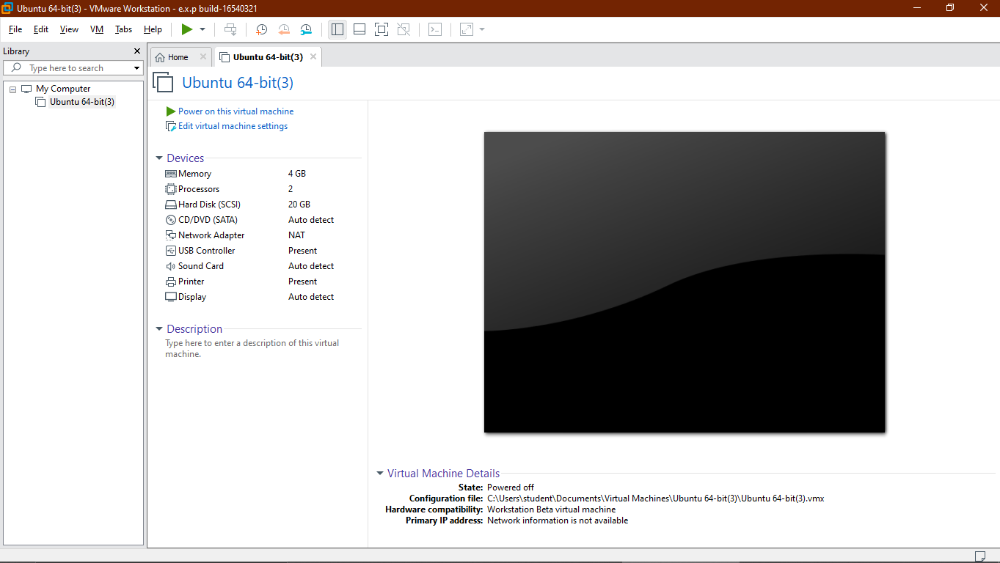 Ubuntu 64-bit(3) - VMware Workstation - e.x.p build-16540321
File Edit View VM Tabs Help
Library
Type here to search
My Computer
Ubuntu 64-bit(3)
Home
Ubuntu 64-bit(3)
Ubuntu 64-bit(3)
Power on this virtual machine
Edit virtual machine settings
Devices
Memory 4 GB
Processors 2
Hard Disk (SCSI) 20 GB
CD/DVD (SATA) Auto detect
Network Adapter NAT
USB Controller Present
Sound Card Auto detect
Printer Present
Display Auto detect
Description
Type here to enter a description of this virtual
machine.
Virtual Machine Details
State: Powered off
Configuration file: C:\Users\student\Documents\Virtual Machines\Ubuntu 64-bit(3)\Ubuntu 64-bit(3).vmx
Hardware compatibility: Workstation Beta virtual machine
Primary IP address: Network information is not available